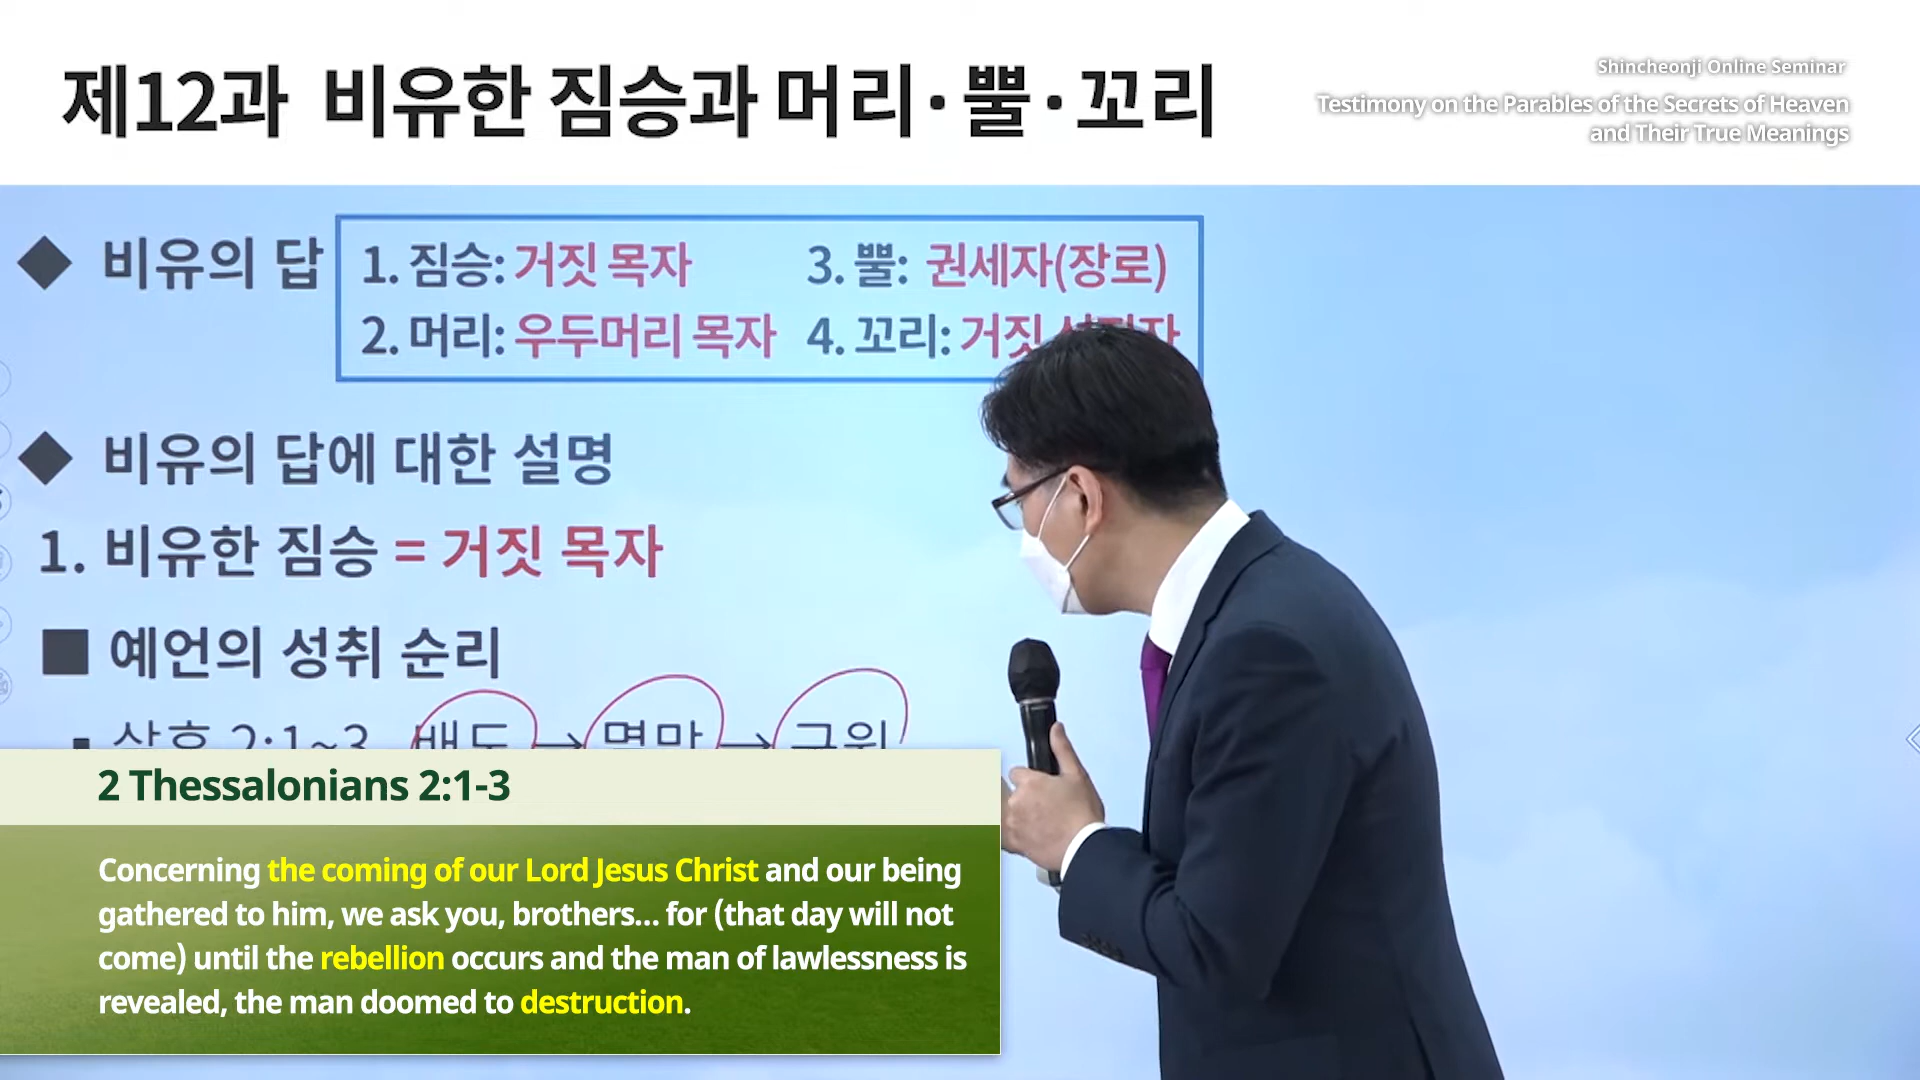 제12과 비유한 짐승과 머리·뿔·꼬리
Shincheonji Online Seminar
Testimony on the Parables of the Secrets of Heaven
and Their True Meanings
◆ 비유의 답
1. 짐승: 거짓 목자
3. 뿔: 권세자(장로)
2. 머리: 우두머리 목자
4. 꼬리: 거짓
◆ 비유의 답에 대한 설명
1. 비유한 짐승 = 거짓 목자
■ 예언의 성취 순리
2:1~3 → →
2 Thessalonians 2:1-3
Concerning the coming of our Lord Jesus Christ and our being
gathered to him, we ask you, brothers... for (that day will not
come) until the rebellion occurs and the man of lawlessness is
revealed, the man doomed to destruction.